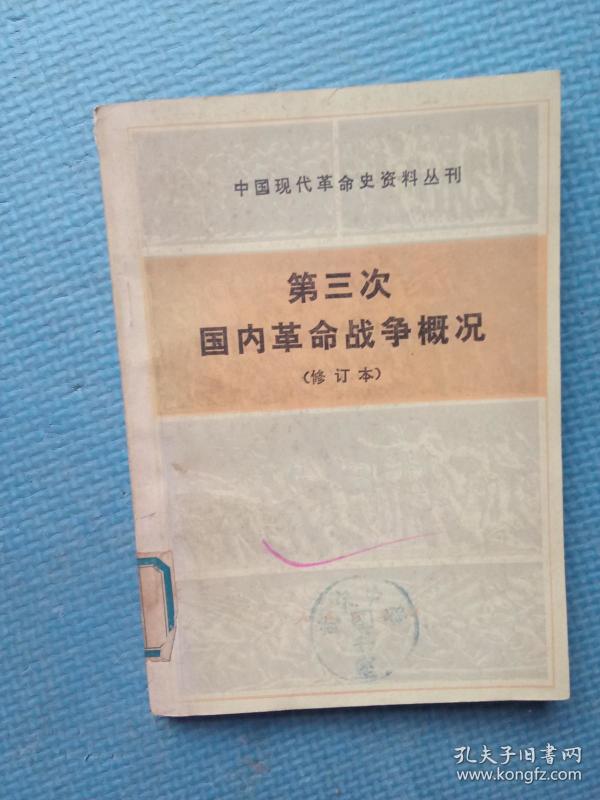 中国现代革命史资料丛刊
第三次
国内革命战争概况
(修订本)
孔夫子旧书网
www.kongfz.com